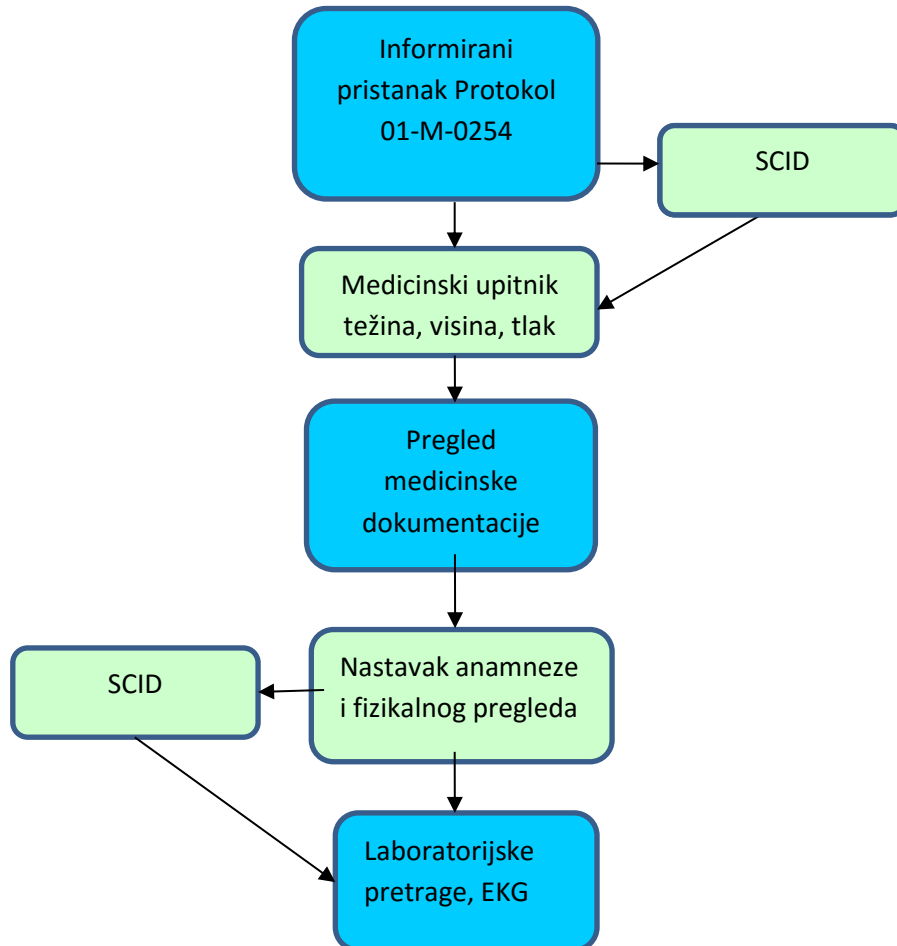 Informirani
pristanak Protokol
01-M-0254
SCID
Medicinski upitnik
težina, visina, tlak
Pregled
medicinske
dokumentacije
Nastavak anamneze
i fizikalnog pregleda
SCID
Laboratorijske
pretrage, EKG